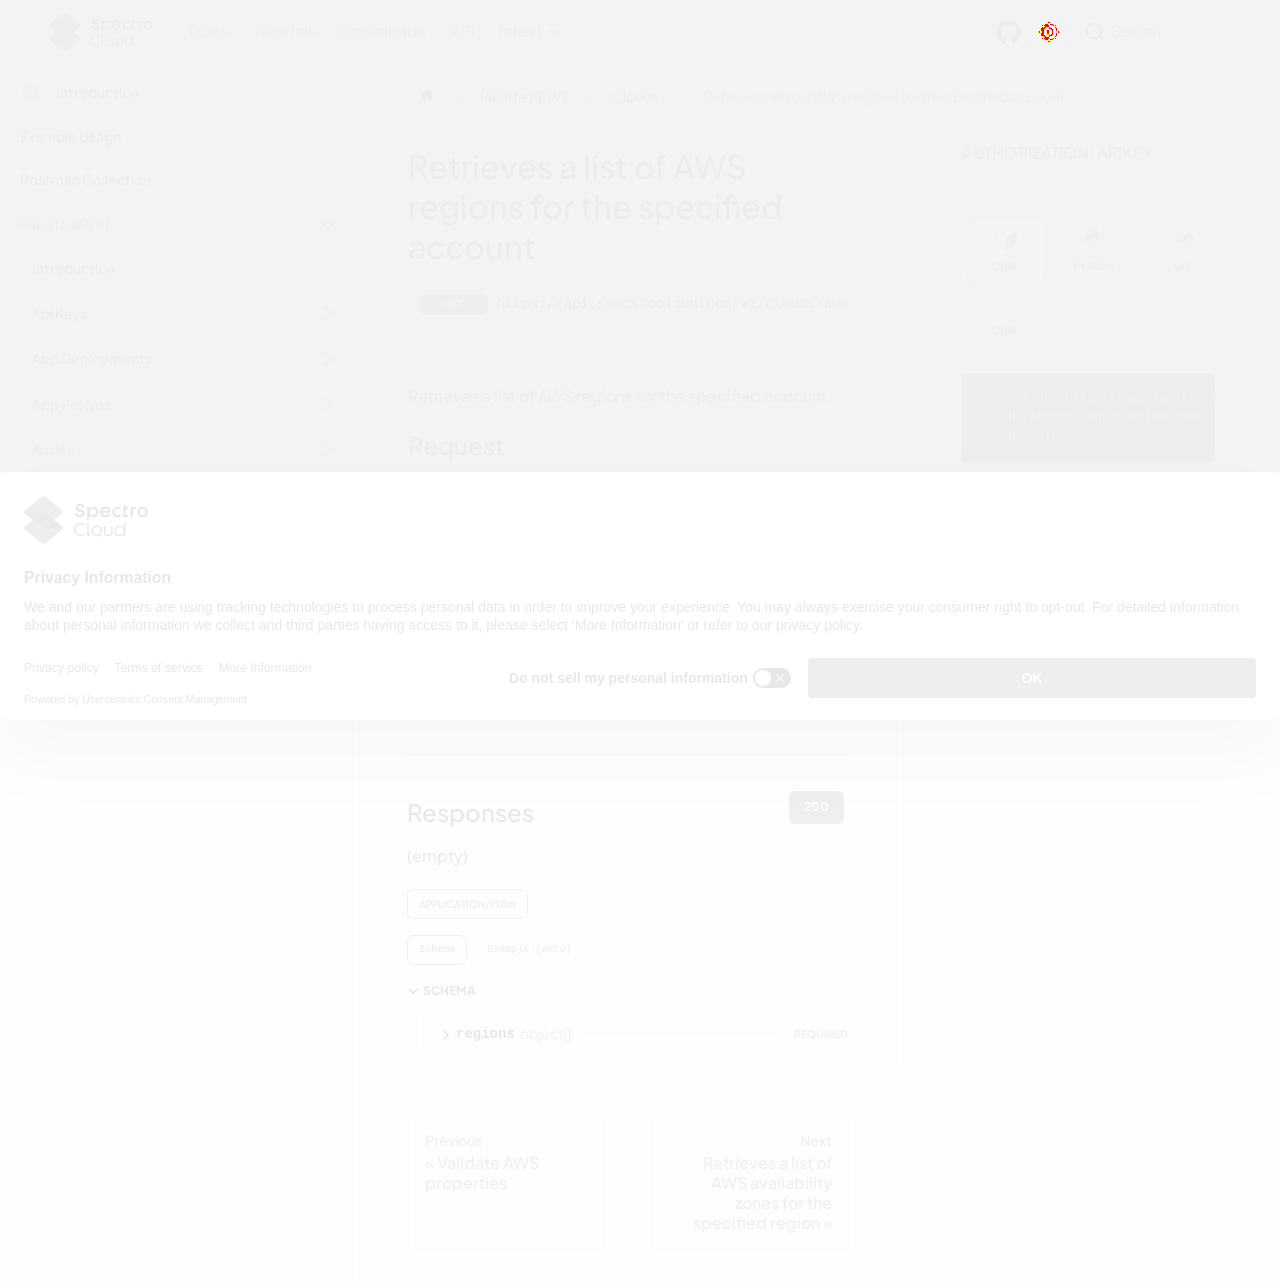 Spectro Cloud
Docs Tutorials Downloads API latest
Search
Introduction
Example Usage
Postman Collection
Palette API V1
Introduction
Api Keys
App Deployments
App Profiles
Audits
Palette API V1 Clouds Retrieves a list of AWS regions for the specified account
Retrieves a list of AWS
regions for the specified
account
GET https://api.spectrocloud.com/v1/clouds/aws
Retrieves a list of AWS regions for the specified account
Request
AUTHORIZATION: APIKEY
CURL PYTHON GO
CURL
Spectro
Cloud
Privacy Information
We and our partners are using tracking technologies to process personal data in order to improve your experience. You may always exercise your consumer right to opt-out. For detailed information
about personal information we collect and third parties having access to it, please select ‘More Information’ or refer to our privacy policy.
Privacy policy Terms of service More Information
Powered by Usercentrics Consent Management
Do not sell my personal information
OK
Responses
200
(empty)
APPLICATION/JSON
Schema Example (auto)
SCHEMA
regions object[] REQUIRED
Previous
« Validate AWS
properties
Next
Retrieves a list of
AWS availability
zones for the
specified region »